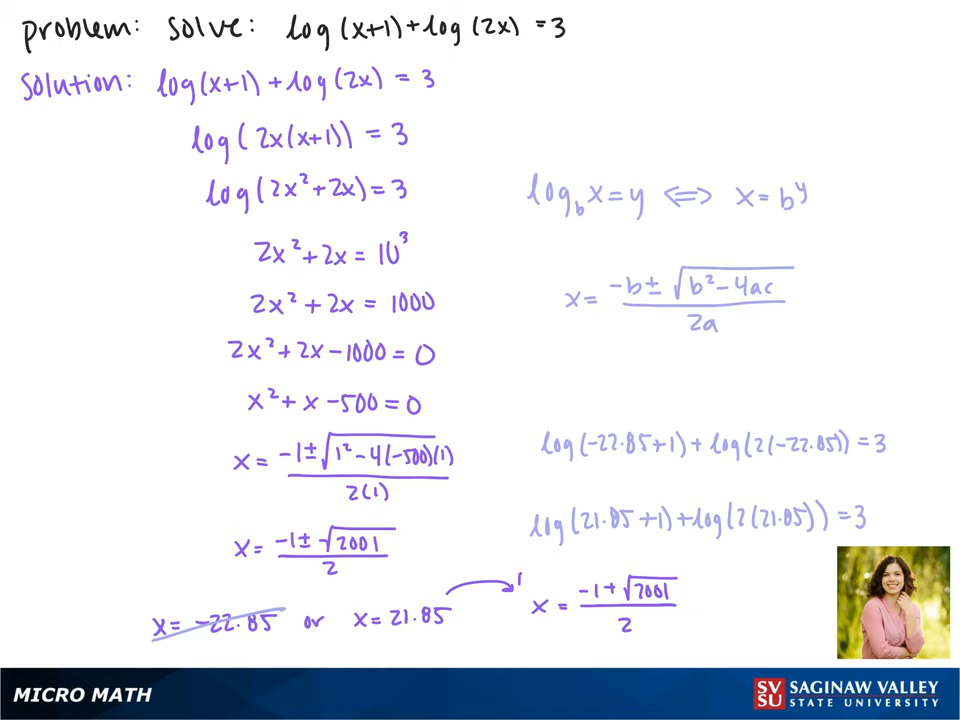 problem: solve: log(x+1)+log(2x)=3
solution: log(x+1)+log(2x)=3
log(2x(x+1))=3
log(2x²+2x)=3
log_b x=y ⟺ x=b^y
2x²+2x=10³
x= (-b±√(b²-4ac))/2a
2x²+2x=1000
2x²+2x-1000=0
x²+x-500=0
x= (-1±√(1²-4(-500)(1)))/2(1)
log(-22.85+1)+log(2(-22.85))=3
log(21.85+1)+log(2(21.85))=3
x= (-1±√2001)/2
x=-22.85 or x=21.85
x= (-1+√2001)/2
MICRO MATH
SVSU SAGINAW VALLEY
STATE UNIVERSITY